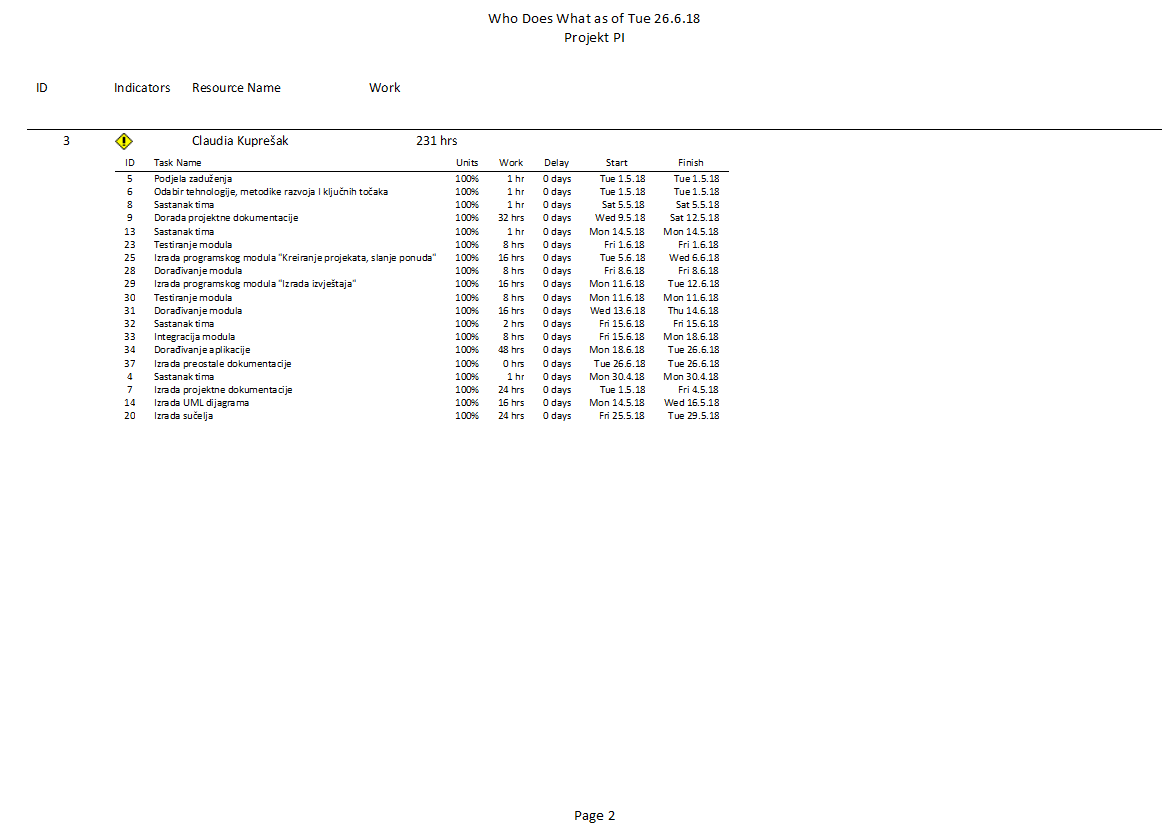 Who Does What as of Tue 26.6.18
Projekt PI
ID Indicators Resource Name Work
3 Claudia Kuprešak 231 hrs
ID Task Name Units Work Delay Start Finish
5 Podjela zaduženja 100% 1 hr 0 days Tue 1.5.18 Tue 1.5.18
6 Odabir tehnologije, metodike razvoja I ključnih točaka 100% 1 hr 0 days Tue 1.5.18 Tue 1.5.18
8 Sastanak tima 100% 1 hr 0 days Sat 5.5.18 Sat 5.5.18
9 Dorada projektne dokumentacije 100% 32 hrs 0 days Wed 9.5.18 Sat 12.5.18
13 Sastanak tima 100% 1 hr 0 days Mon 14.5.18 Mon 14.5.18
23 Testiranje modula 100% 8 hrs 0 days Fri 1.6.18 Fri 1.6.18
25 Izrada programskog modula "Kreiranje projekata, slanje ponuda" 100% 16 hrs 0 days Tue 5.6.18 Wed 6.6.18
28 Dorađivanje modula 100% 8 hrs 0 days Fri 8.6.18 Fri 8.6.18
29 Izrada programskog modula "Izrada izvještaja" 100% 16 hrs 0 days Mon 11.6.18 Tue 12.6.18
30 Testiranje modula 100% 8 hrs 0 days Mon 11.6.18 Mon 11.6.18
31 Dorađivanje modula 100% 16 hrs 0 days Wed 13.6.18 Thu 14.6.18
32 Sastanak tima 100% 2 hrs 0 days Fri 15.6.18 Fri 15.6.18
33 Integracija modula 100% 8 hrs 0 days Fri 15.6.18 Mon 18.6.18
34 Dorađivanje aplikacije 100% 48 hrs 0 days Mon 18.6.18 Tue 26.6.18
37 Izrada preostale dokumentacije 100% 0 hrs 0 days Tue 26.6.18 Tue 26.6.18
4 Sastanak tima 100% 1 hr 0 days Mon 30.4.18 Mon 30.4.18
7 Izrada projektne dokumentacije 100% 24 hrs 0 days Tue 1.5.18 Fri 4.5.18
14 Izrada UML dijagrama 100% 16 hrs 0 days Mon 14.5.18 Wed 16.5.18
20 Izrada sučelja 100% 24 hrs 0 days Fri 25.5.18 Tue 29.5.18
Page 2